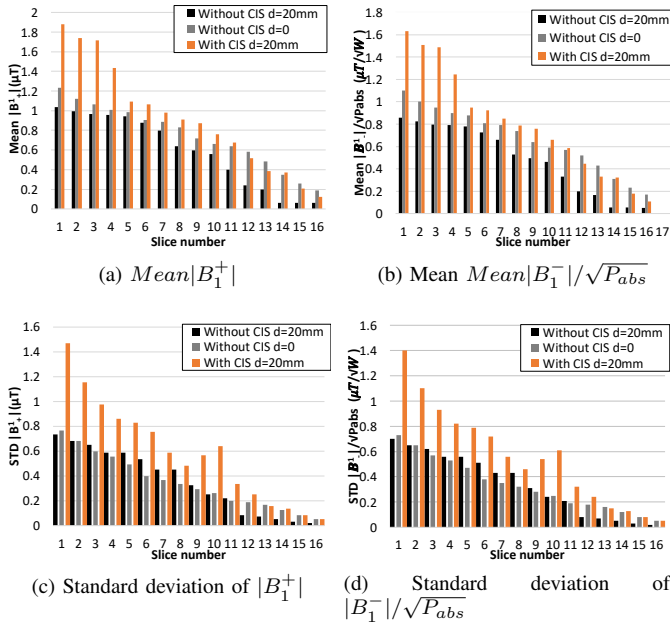 2
1.8
1.6
1.4
1.2
1
0.8
0.6
0.4
0.2
0
Mean |B¹₊| (μT)
Without CIS d=20mm
Without CIS d=0
With CIS d=20mm
1 2 3 4 5 6 7 8 9 10 11 12 13 14 15 16
Slice number
(a) Mean|B₁⁺|
1.8
1.6
1.4
1.2
1
0.8
0.6
0.4
0.2
0
Mean |B¹₋|/√Pabs (μT/√W)
Without CIS d=20mm
Without CIS d=0
With CIS d=20mm
1 2 3 4 5 6 7 8 9 10 11 12 13 14 15 16 17
Slice number
(b) Mean Mean|B₁⁻|/√P_abs
1.6
1.4
1.2
1
0.8
0.6
0.4
0.2
0
STD |B¹₊| (μT)
Without CIS d=20mm
Without CIS d=0
With CIS d=20mm
1 2 3 4 5 6 7 8 9 10 11 12 13 14 15 16
Slice number
(c) Standard deviation of |B₁⁺|
1.6
1.4
1.2
1
0.8
0.6
0.4
0.2
0
STD |B¹₋|/√Pabs (μT/√W)
Without CIS d=20mm
Without CIS d=0
With CIS d=20mm
1 2 3 4 5 6 7 8 9 10 11 12 13 14 15 16
Slice number
(d) Standard deviation of
|B₁⁻|/√P_abs